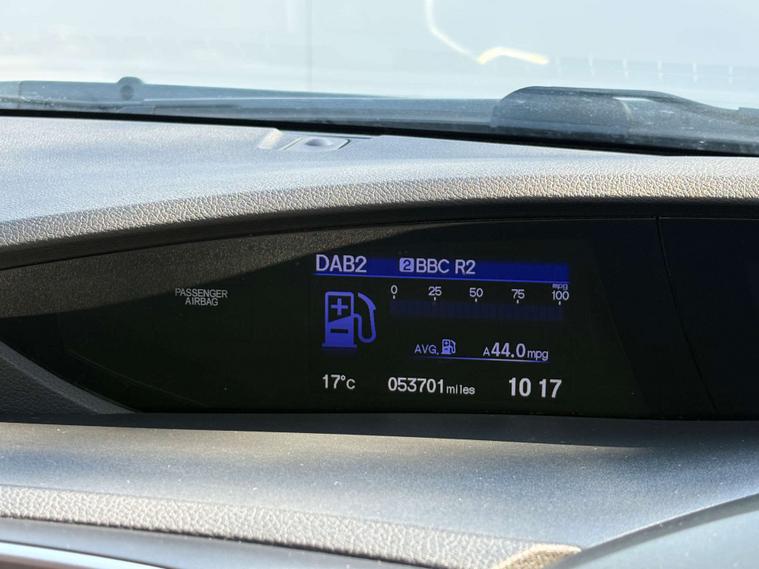 DAB2 2 BBC R2
PASSENGER
AIRBAG
mpg
0 25 50 75 100
AVG. A44.0mpg
17°C 053701miles 10 17